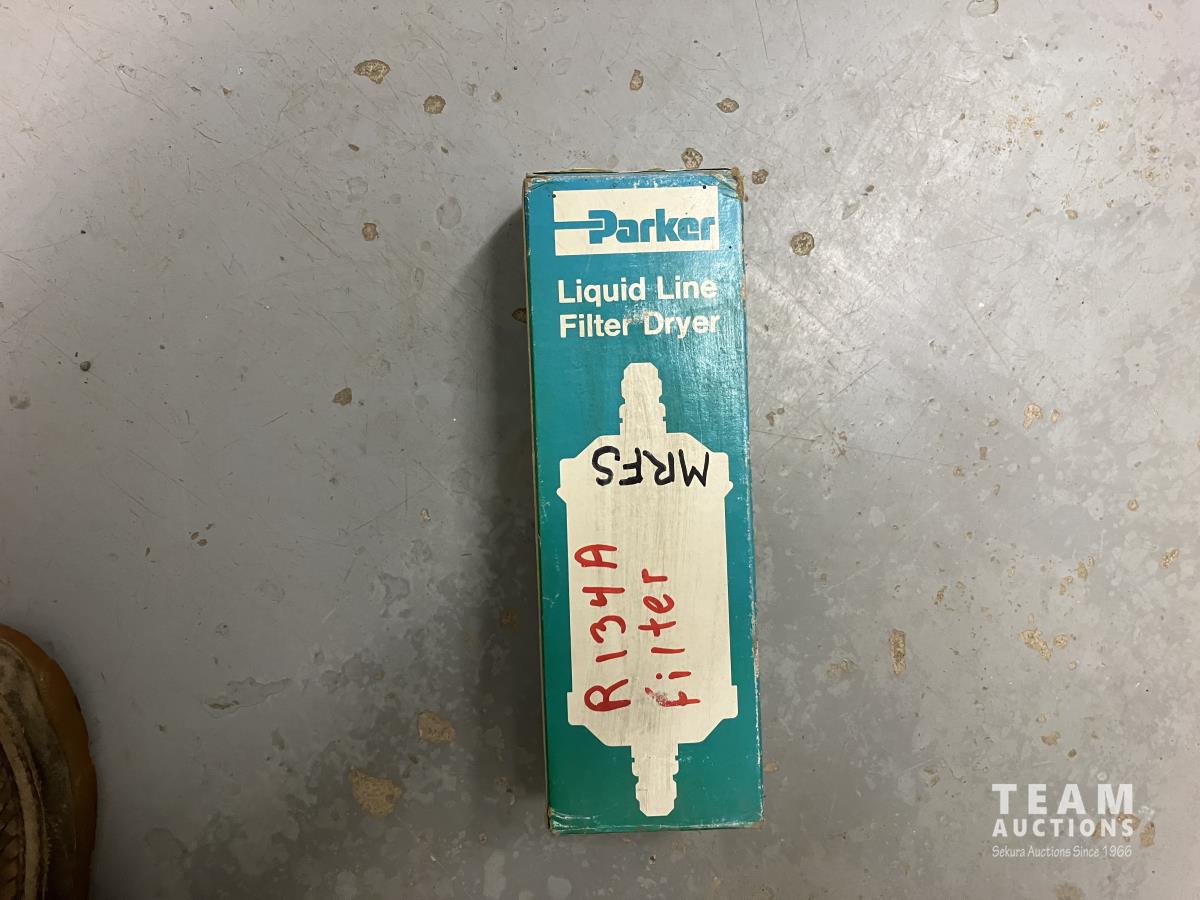 Parker
Liquid Line
Filter Dryer
MRFS
R134A
Filter
TEAM
AUCTIONS
Sekura Auctions Since 1966